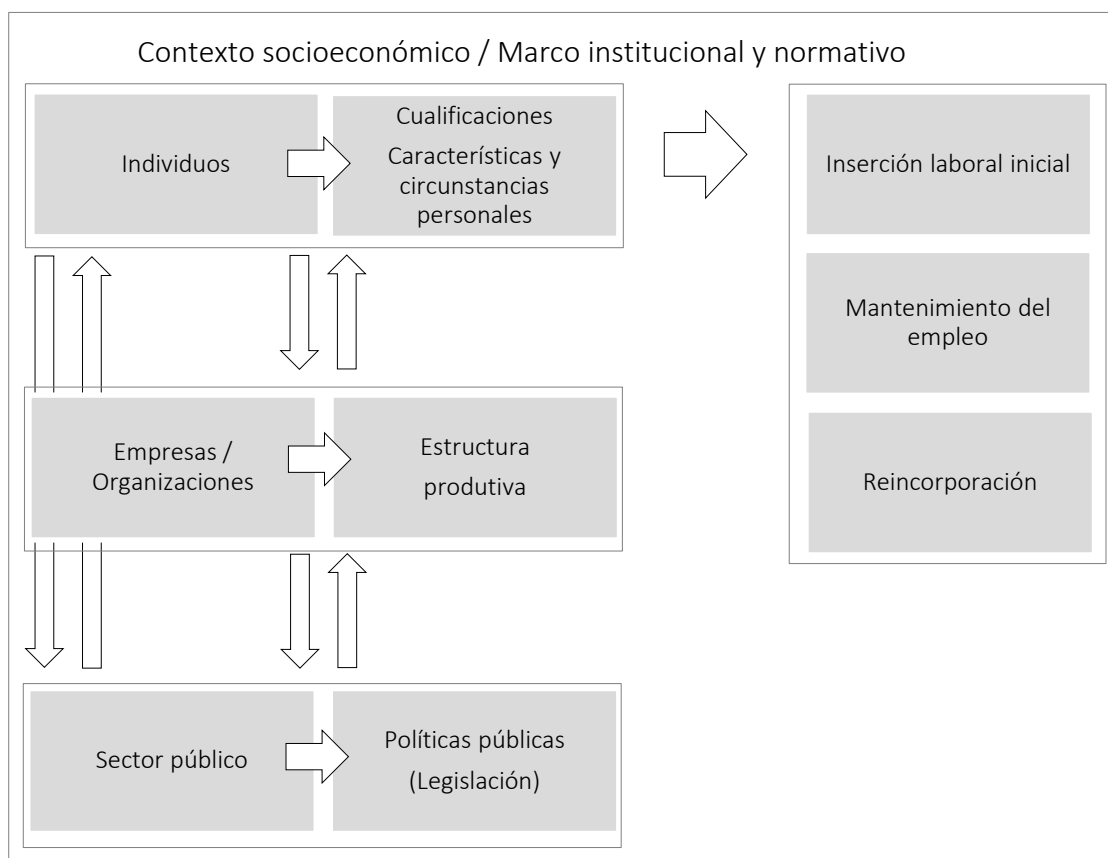 Contexto socioeconómico / Marco institucional y normativo
Individuos
Cualificaciones
Características y
circunstancias
personales
Inserción laboral inicial
Mantenimiento del
empleo
Reincorporación
Empresas /
Organizaciones
Estructura
produtiva
Sector público
Políticas públicas
(Legislación)